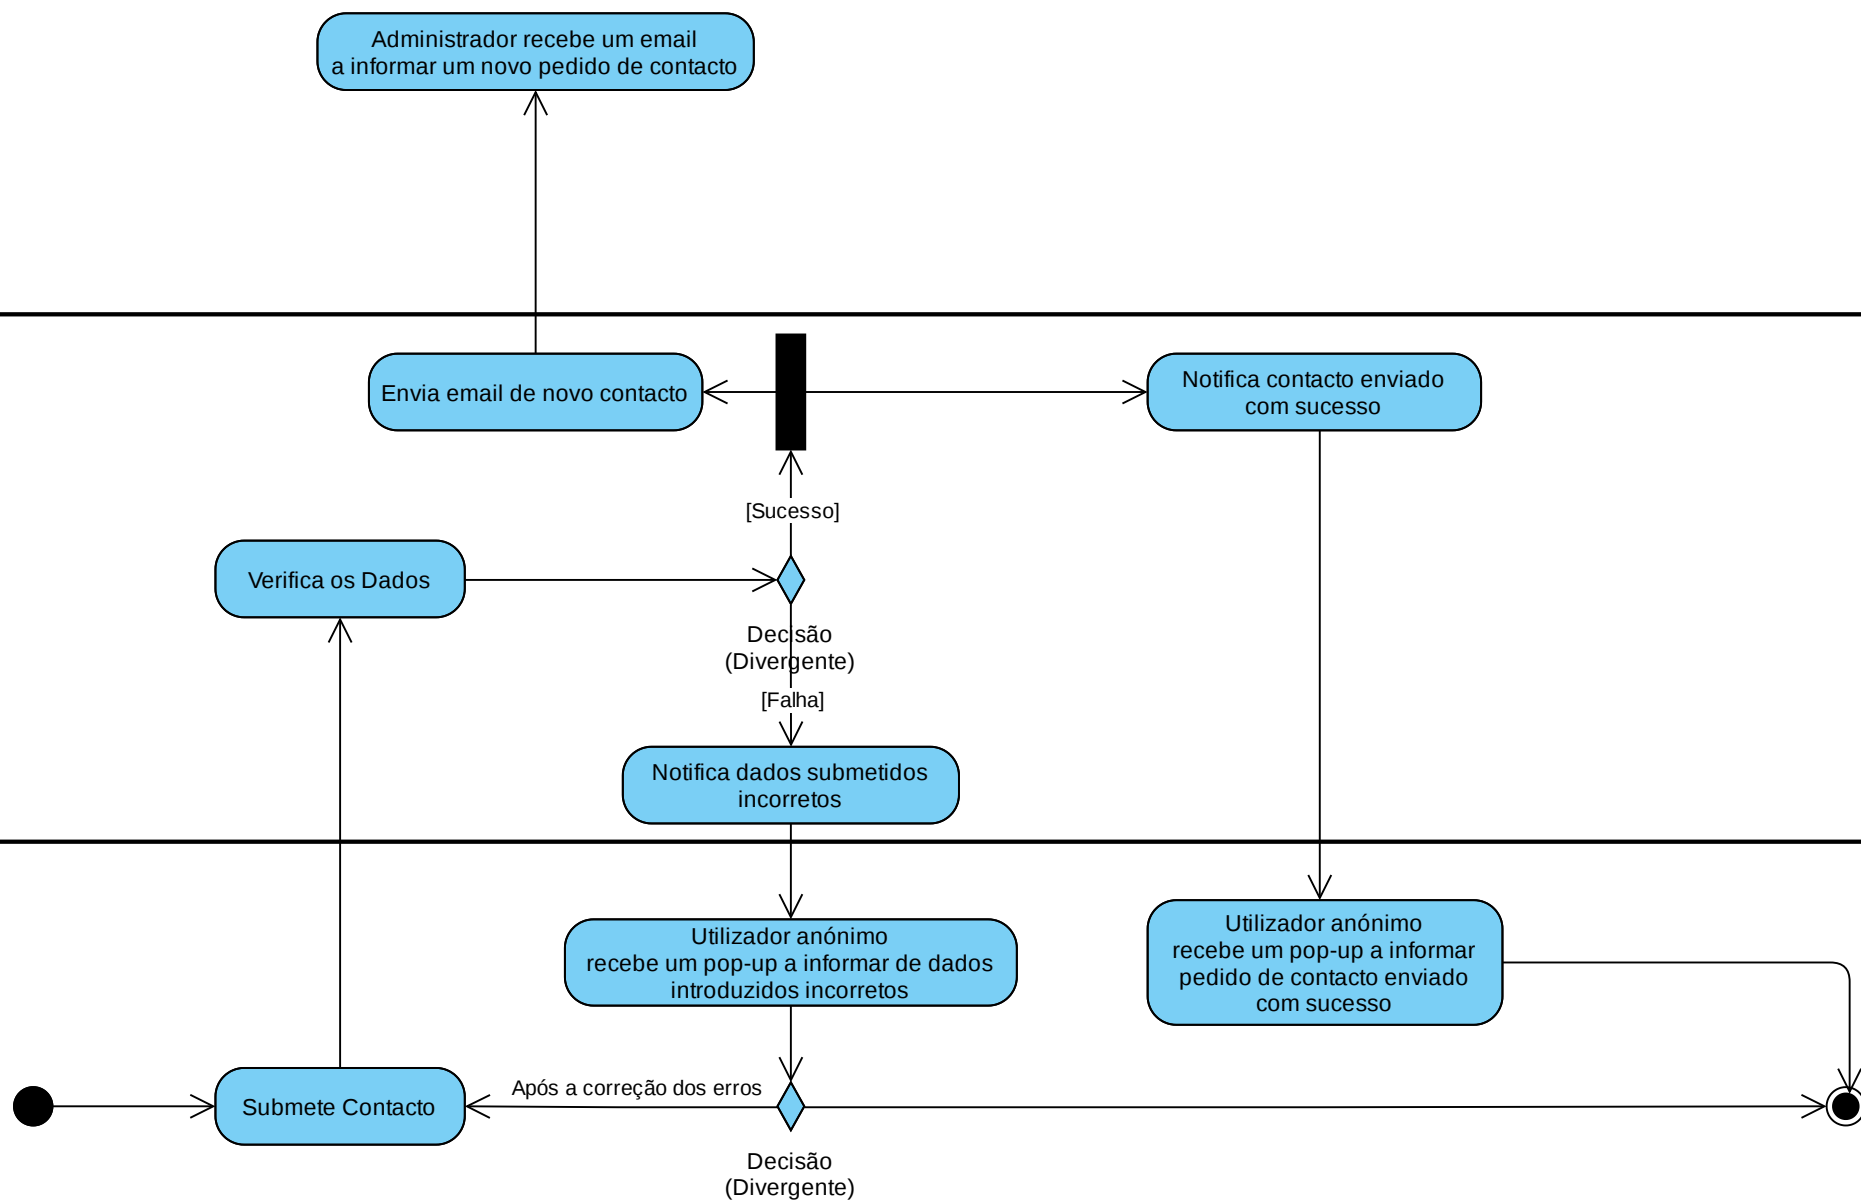 Administrador recebe um email
a informar um novo pedido de contacto
Envia email de novo contacto
Notifica contacto enviado
com sucesso
[Sucesso]
Verifica os Dados
Decisão
(Divergente)
[Falha]
Notifica dados submetidos
incorretos
Utilizador anónimo
recebe um pop-up a informar de dados
introduzidos incorretos
Utilizador anónimo
recebe um pop-up a informar
pedido de contacto enviado
com sucesso
Após a correção dos erros
Submete Contacto
Decisão
(Divergente)